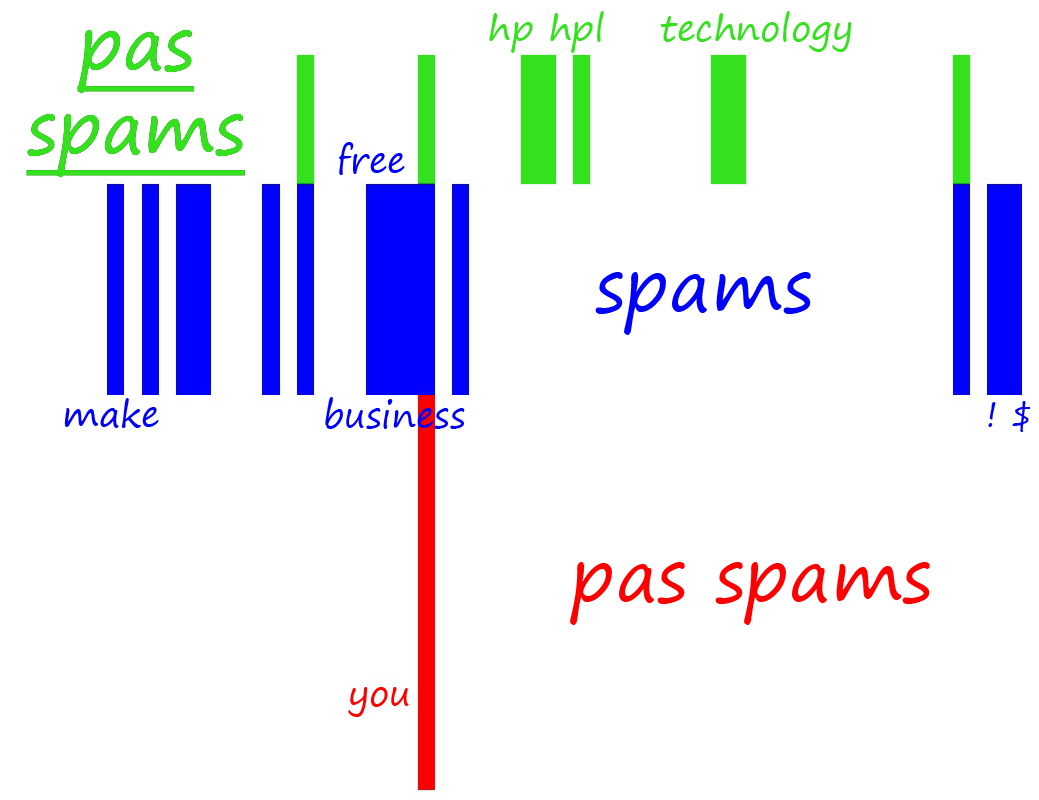 pas
spams
hp hpl
technology
free
spams
make
business
! $
pas spams
you